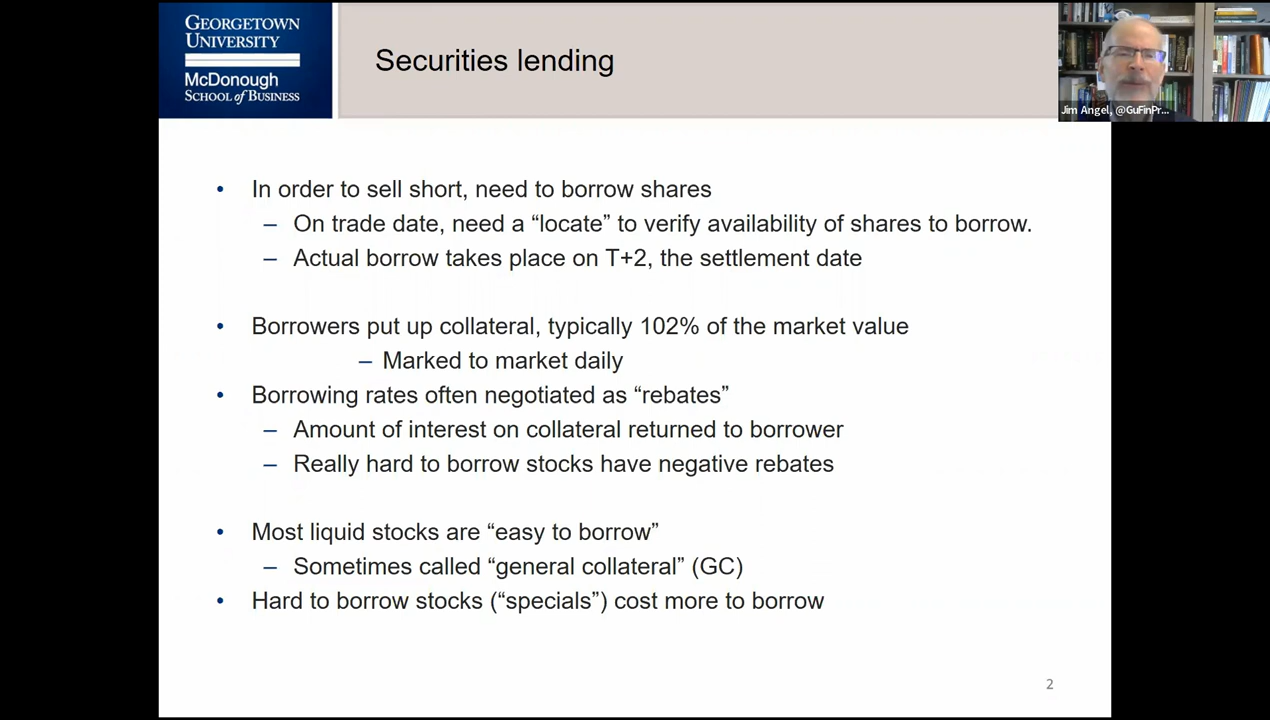 GEORGETOWN
UNIVERSITY
McDonough
SCHOOL of BUSINESS
Securities lending
Jim Angel, @GuFinPr...
• In order to sell short, need to borrow shares
– On trade date, need a “locate” to verify availability of shares to borrow.
– Actual borrow takes place on T+2, the settlement date
• Borrowers put up collateral, typically 102% of the market value
– Marked to market daily
• Borrowing rates often negotiated as “rebates”
– Amount of interest on collateral returned to borrower
– Really hard to borrow stocks have negative rebates
• Most liquid stocks are “easy to borrow”
– Sometimes called “general collateral” (GC)
• Hard to borrow stocks (“specials”) cost more to borrow
2